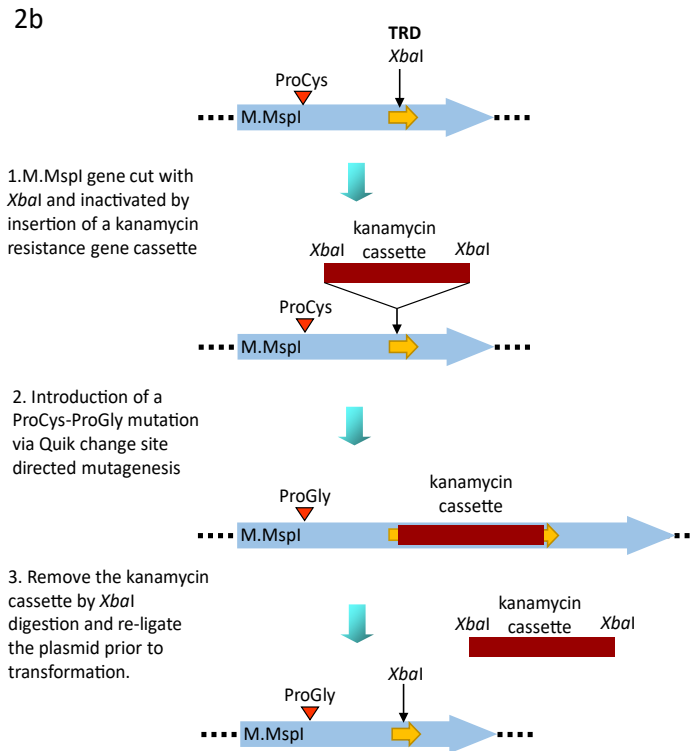 2b
TRD
XbaI
ProCys
M.MspI
1.M.MspI gene cut with
XbaI and inactivated by
insertion of a kanamycin
resistance gene cassette
kanamycin
XbaI cassette XbaI
ProCys
M.MspI
2. Introduction of a
ProCys-ProGly mutation
via Quik change site
directed mutagenesis
kanamycin
cassette
ProGly
M.MspI
3. Remove the kanamycin
cassette by XbaI
digestion and re-ligate
the plasmid prior to
transformation.
kanamycin
XbaI cassette XbaI
XbaI
ProGly
M.MspI